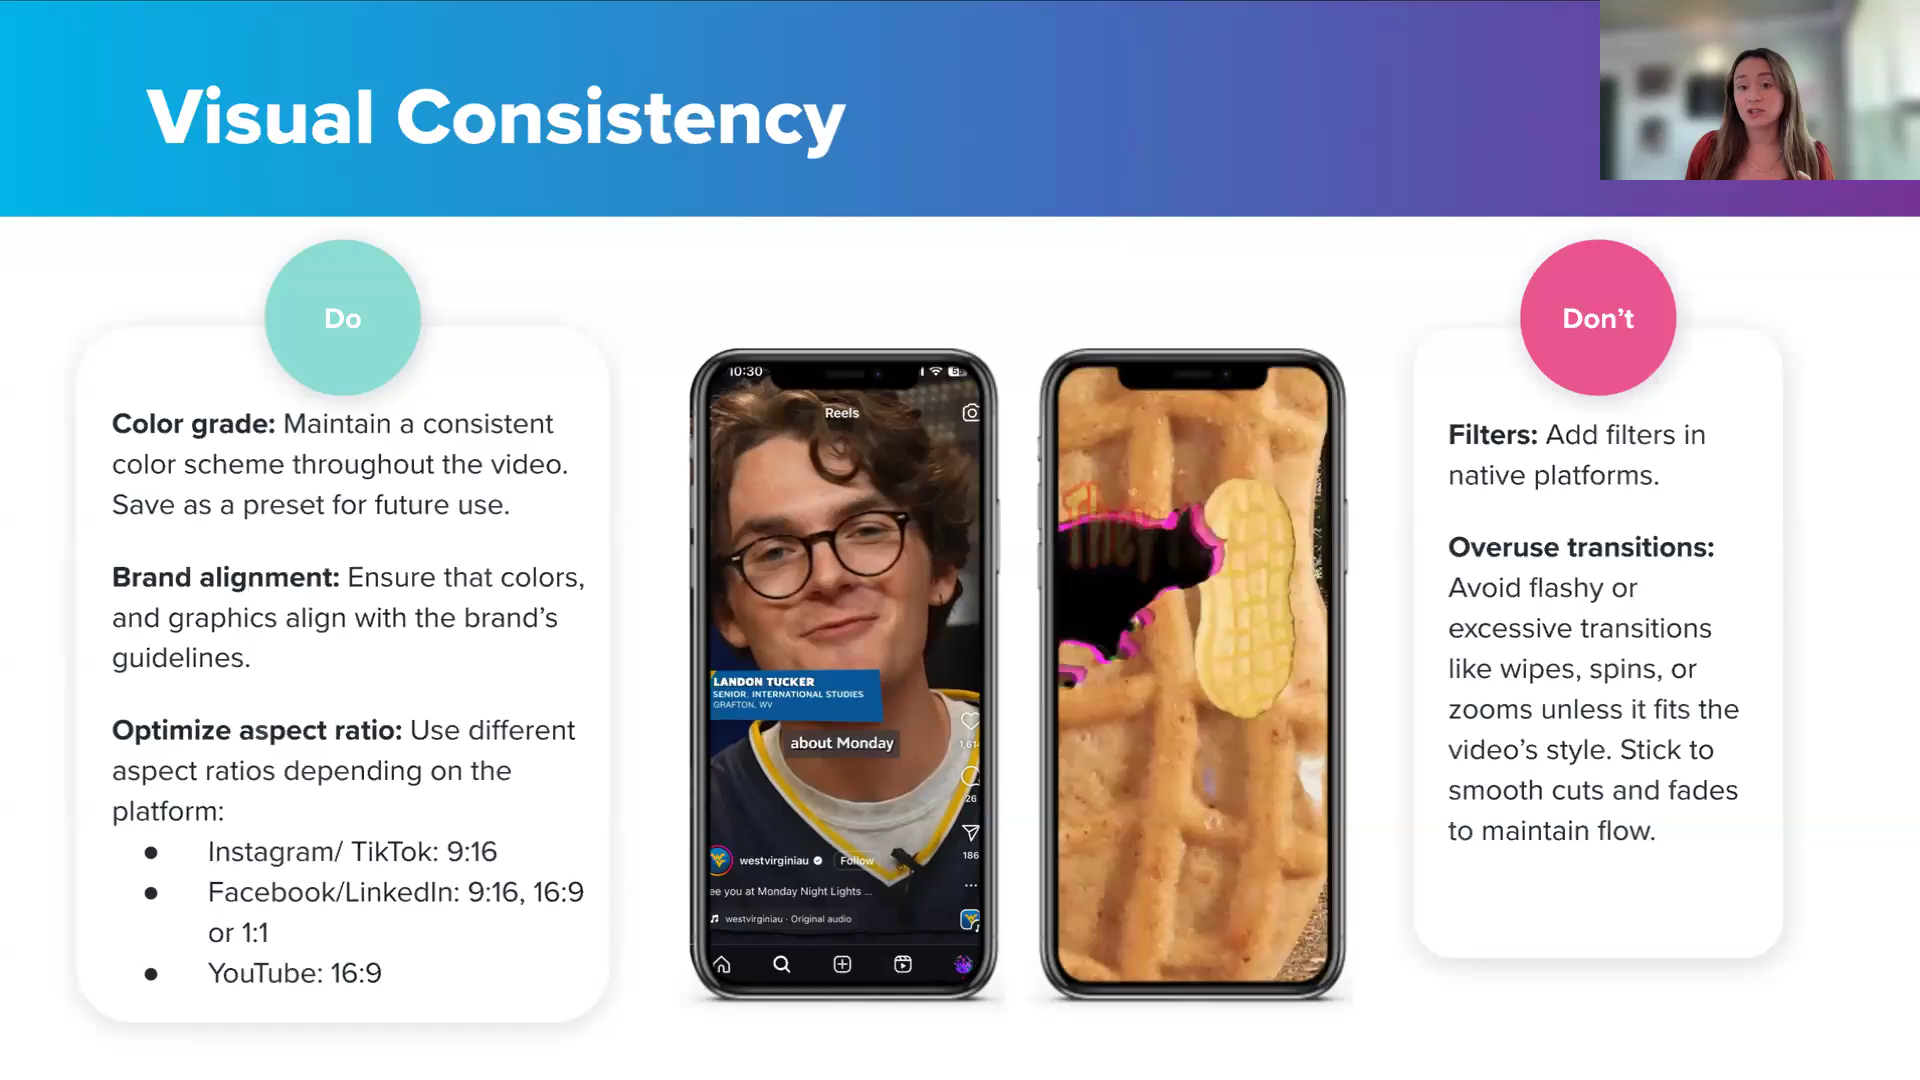 Visual Consistency
Do
Color grade: Maintain a consistent
color scheme throughout the video.
Save as a preset for future use.
Brand alignment: Ensure that colors,
and graphics align with the brand's
guidelines.
Optimize aspect ratio: Use different
aspect ratios depending on the
platform:
● Instagram/ TikTok: 9:16
● Facebook/LinkedIn: 9:16, 16:9
or 1:1
● YouTube: 16:9
10:30
Reels
LANDON TUCKER
SENIOR, INTERNATIONAL STUDIES
GRAFTON, WV
about Monday
26
186
westvirginiau
Follow
ee you at Monday Night Lights ...
westvirginiau · Original audio
They
Don't
Filters: Add filters in
native platforms.
Overuse transitions:
Avoid flashy or
excessive transitions
like wipes, spins, or
zooms unless it fits the
video's style. Stick to
smooth cuts and fades
to maintain flow.